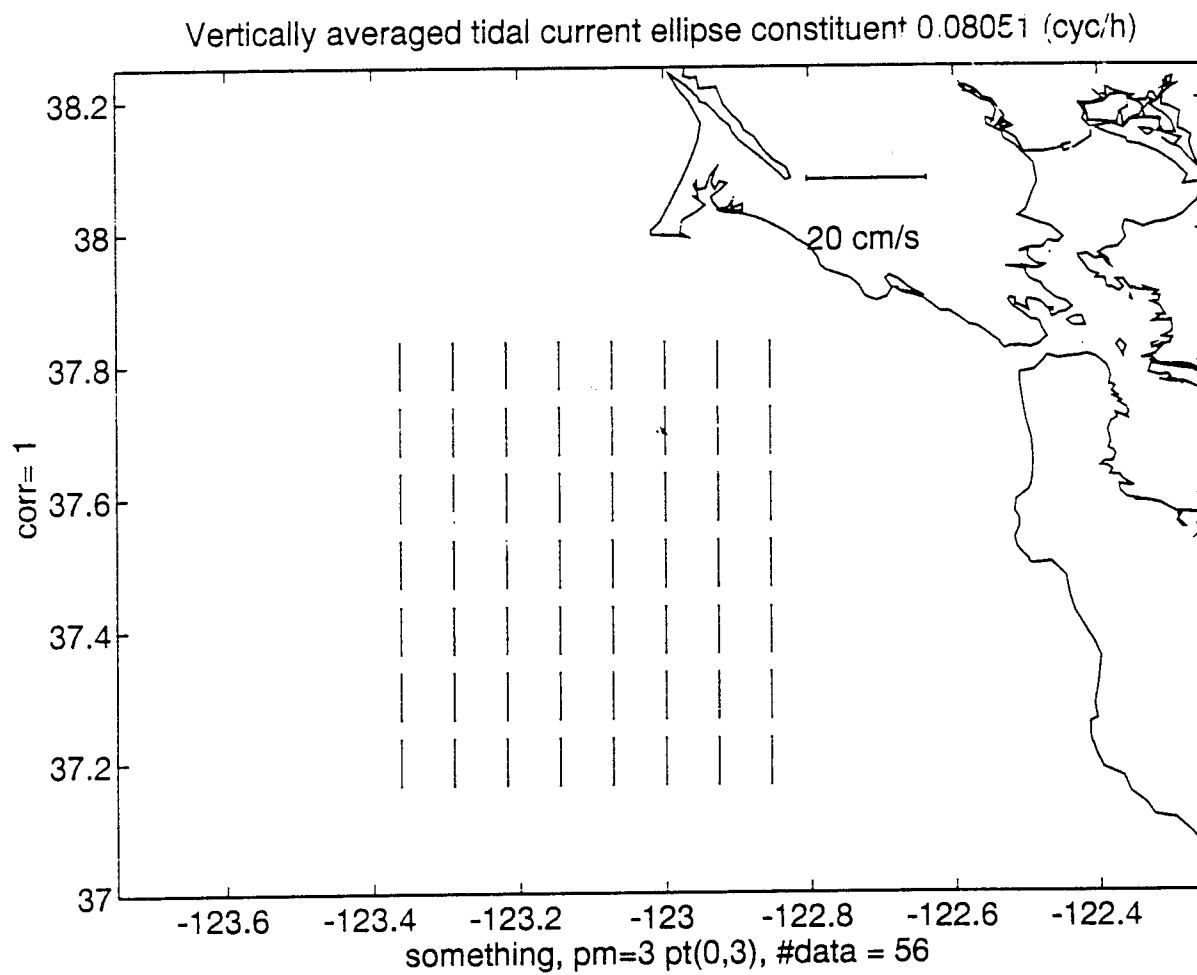 Vertically averaged tidal current ellipse constituent 0.08051 (cyc/h)
38.2
38
37.8
37.6
37.4
37.2
37
corr= 1
20 cm/s
-123.6 -123.4 -123.2 -123 -122.8 -122.6 -122.4
something, pm=3 pt(0,3), #data = 56